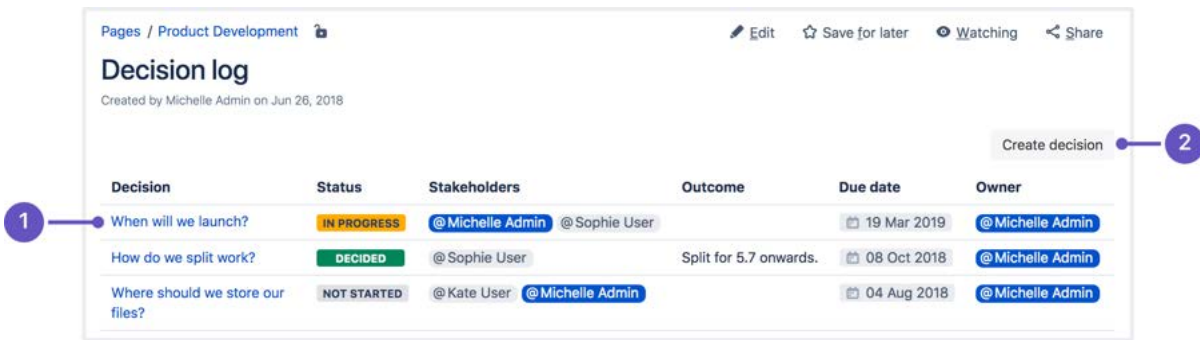 Pages / Product Development
Edit Save for later Watching Share
Decision log
Created by Michelle Admin on Jun 26, 2018
Create decision 2
Decision Status Stakeholders Outcome Due date Owner
1 When will we launch? IN PROGRESS @Michelle Admin @Sophie User 19 Mar 2019 @Michelle Admin
How do we split work? DECIDED @Sophie User Split for 5.7 onwards. 08 Oct 2018 @Michelle Admin
Where should we store our NOT STARTED @Kate User @Michelle Admin 04 Aug 2018 @Michelle Admin
files?